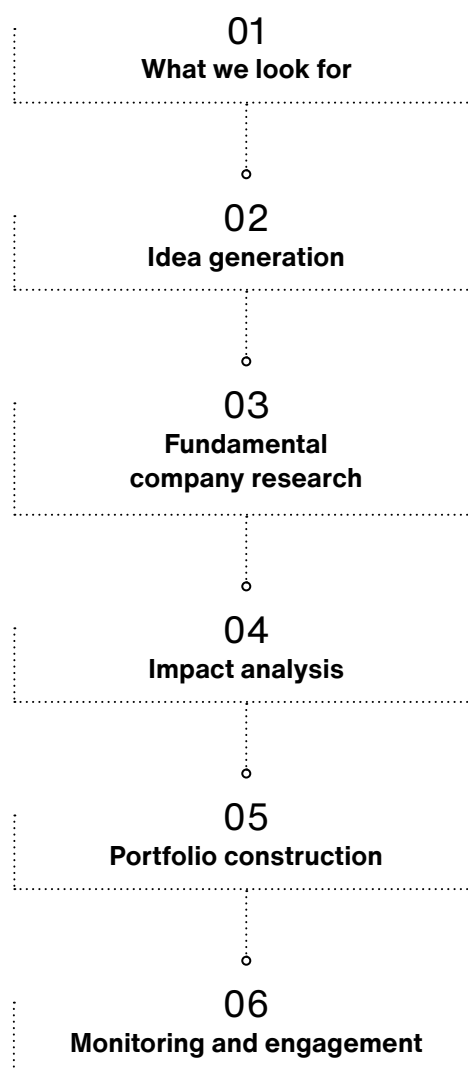 01
What we look for
02
Idea generation
03
Fundamental
company research
04
Impact analysis
05
Portfolio construction
06
Monitoring and engagement